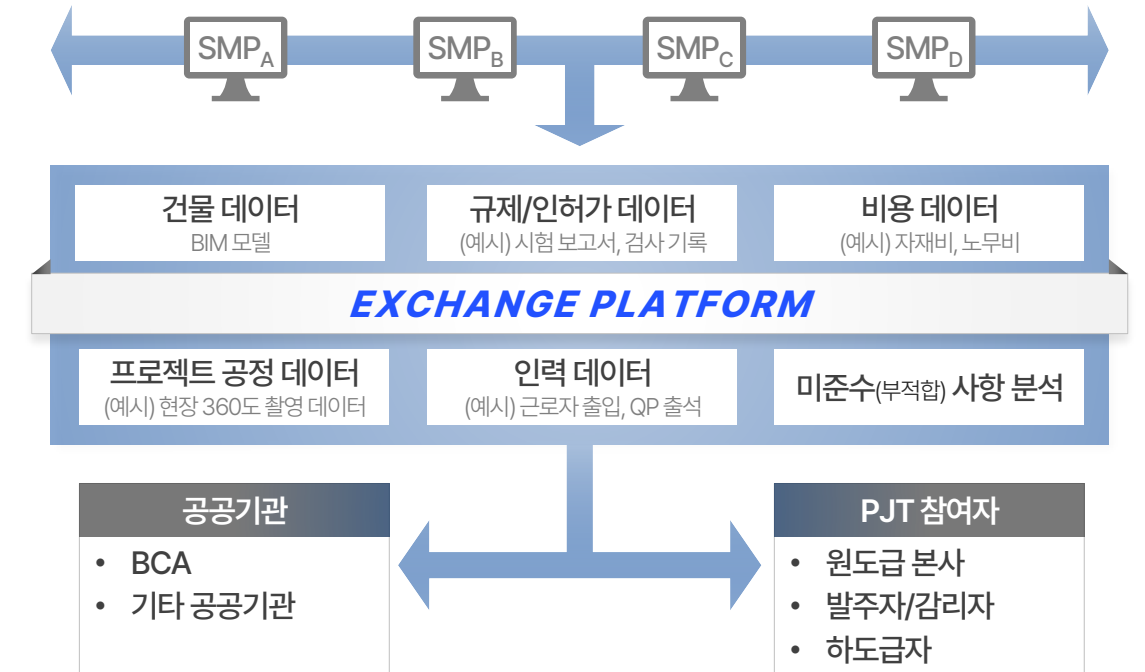 SMPA SMPB SMPC SMPD
건물 데이터
BIM 모델
규제/인허가 데이터
(예시) 시험 보고서, 검사 기록
비용 데이터
(예시) 자재비, 노무비
EXCHANGE PLATFORM
프로젝트 공정 데이터
(예시) 현장 360도 촬영 데이터
인력 데이터
(예시) 근로자 출입, QP 출석
미준수(부적합) 사항 분석
공공기관
• BCA
• 기타 공공기관
PJT 참여자
• 원도급 본사
• 발주자/감리자
• 하도급자